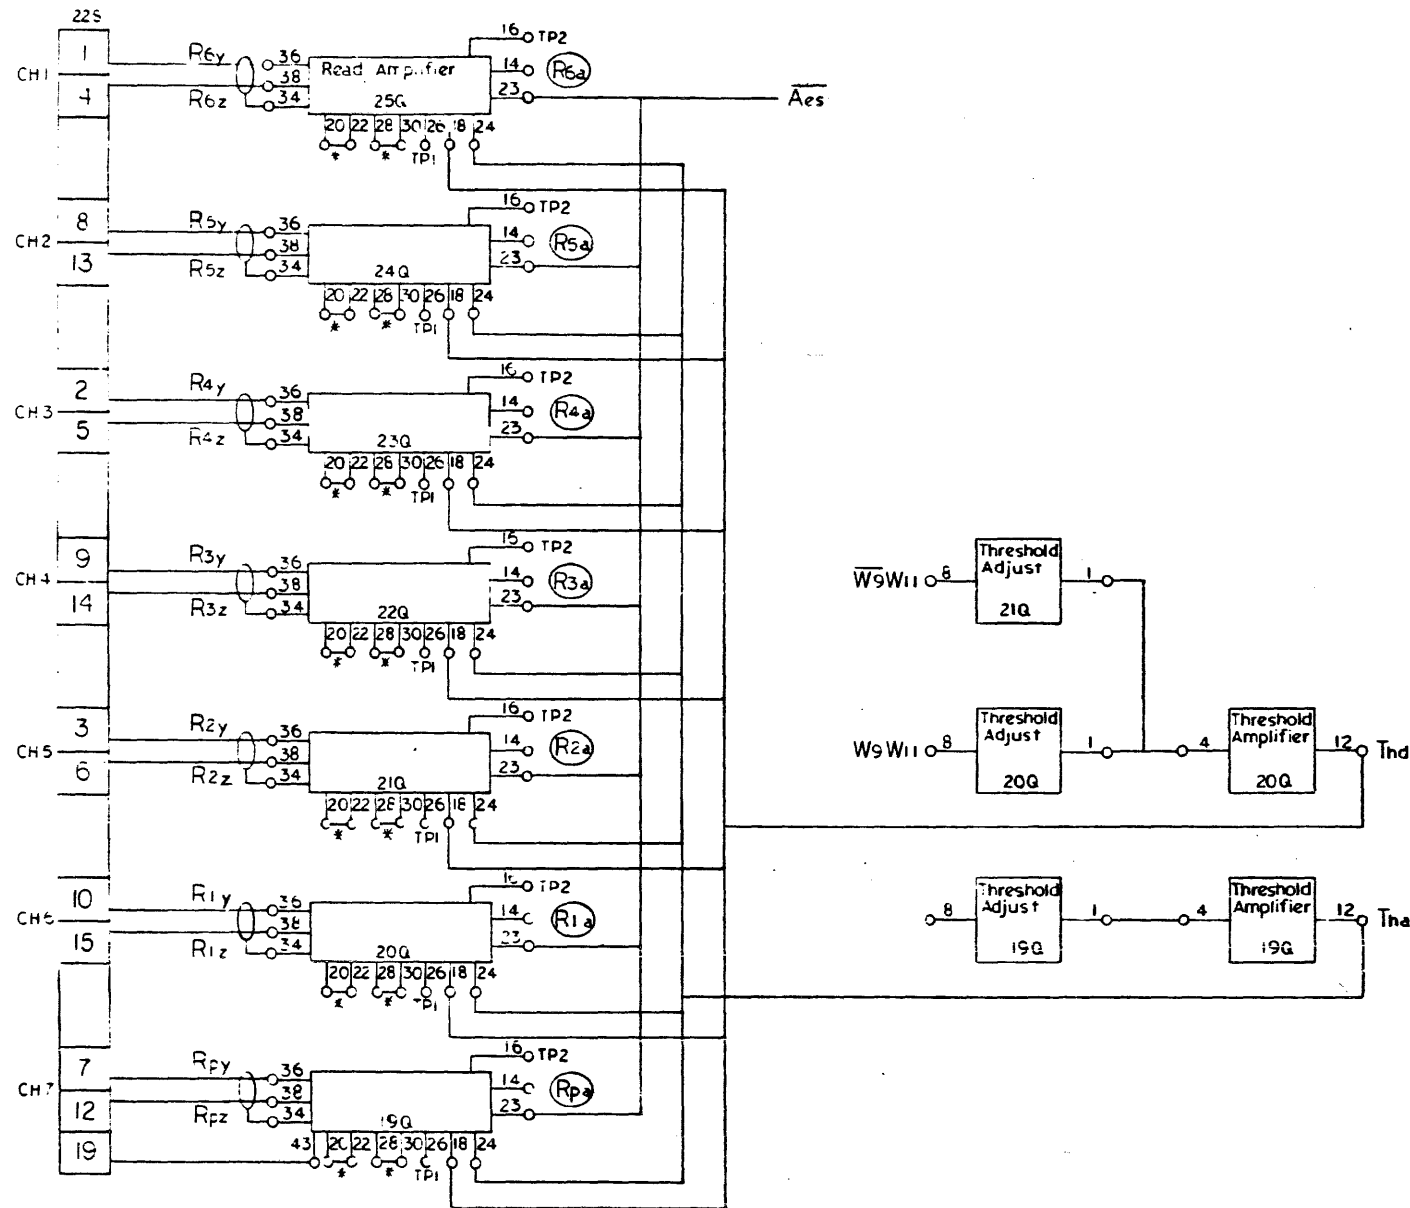 22S
CH1
1
4
R6y
R6z
36
38
34
Read Amplifier
25Q
16 TP2
14 R6a
23
A̅e̅s̅
20 22 28 30 26 18 24
* * TP1
CH2
8
13
R5y
R5z
36
38
34
24Q
16 TP2
14 R5a
23
20 22 28 30 26 18 24
* * TP1
CH3
2
5
R4y
R4z
36
38
34
23Q
16 TP2
14 R4a
23
20 22 28 30 26 18 24
* * TP1
CH4
9
14
R3y
R3z
36
38
34
22Q
15 TP2
14 R3a
23
20 22 28 30 26 18 24
* * TP1
CH5
3
6
R2y
R2z
36
38
34
21Q
16 TP2
14 R2a
23
20 22 28 30 26 18 24
* * TP1
CH6
10
15
R1y
R1z
36
38
34
20Q
16 TP2
14 R1a
23
20 22 28 30 26 18 24
* * TP1
CH7
7
12
19
Rpy
Rpz
36
38
34
19Q
16 TP2
14 Rpa
23
43 20 22 28 30 26 18 24
* * TP1
W̅9̅ W11 8
Threshold
Adjust
21Q
1
W9 W11 8
Threshold
Adjust
20Q
1
4
Threshold
Amplifier
20Q
12 Thd
8
Threshold
Adjust
19Q
1
4
Threshold
Amplifier
19Q
12 Tha